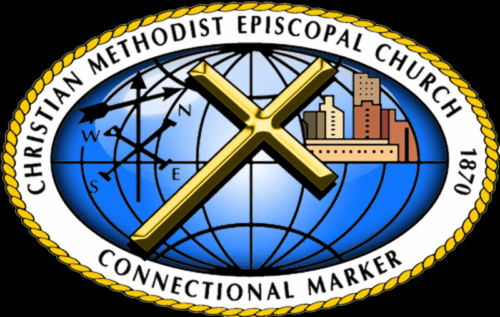 CHRISTIAN METHODIST EPISCOPAL CHURCH 1870
N
W
E
S
CONNECTIONAL MARKER